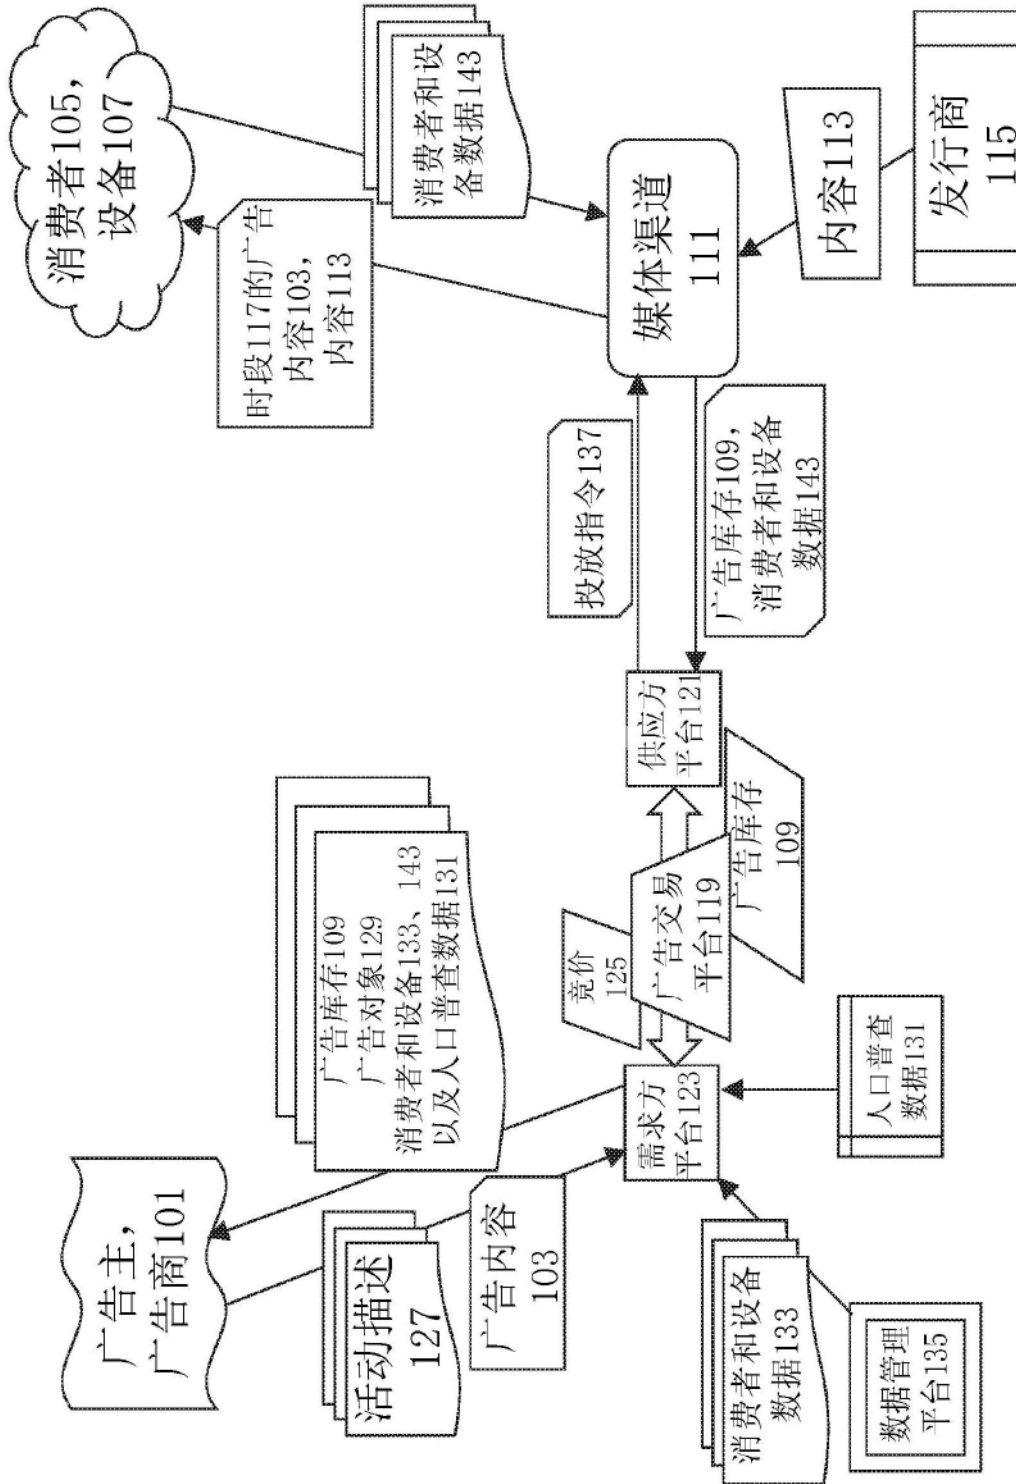 广告主，
广告商101
活动描述
127
广告内容
103
广告库存109
广告对象129
消费者和设备133、143
以及人口普查数据131
消费者和设备
数据133
数据管理
平台135
需求方
平台123
人口普查
数据131
竞价
125
广告交易
平台119
广告库存
109
供应方
平台121
投放指令137
广告库存109，
消费者和设备
数据143
媒体渠道
111
时段117的广告
内容103，
内容113
消费者105，
设备107
消费者和设
备数据143
内容113
发行商
115